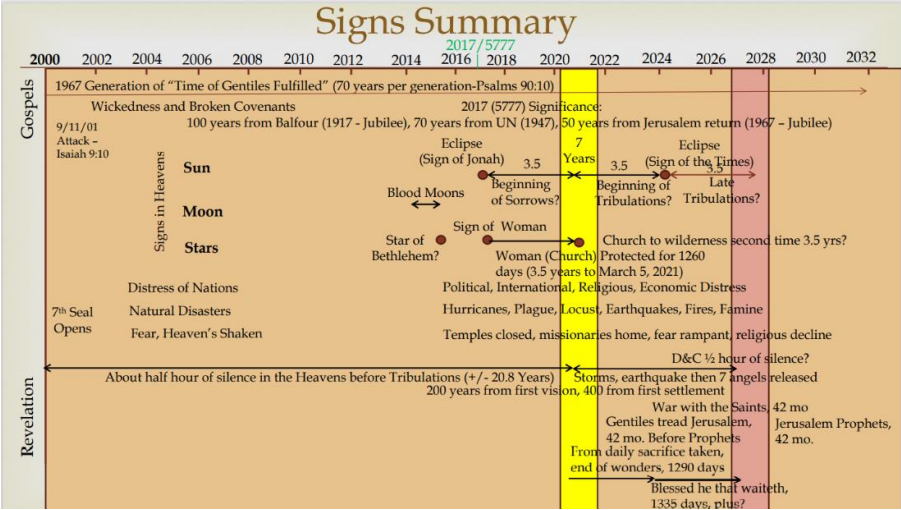 Signs Summary
2017/5777
2000 2002 2004 2006 2008 2010 2012 2014 2016 2018 2020 2022 2024 2026 2028 2030 2032
Gospels
1967 Generation of “Time of Gentiles Fulfilled” (70 years per generation-Psalms 90:10)
Wickedness and Broken Covenants
2017 (5777) Significance:
100 years from Balfour (1917 - Jubilee), 70 years from UN (1947), 50 years from Jerusalem return (1967 – Jubilee)
9/11/01
Attack –
Isaiah 9:10
Signs in Heavens
Sun
Eclipse
(Sign of Jonah)
3.5
7
Years
3.5
Eclipse
(Sign of the Times)
3.5
Beginning
of Sorrows?
Beginning of
Tribulations?
Late
Tribulations?
Moon
Blood Moons
Stars
Star of
Bethlehem?
Sign of Woman
Church to wilderness second time 3.5 yrs?
Woman (Church) Protected for 1260
days (3.5 years to March 5, 2021)
Distress of Nations
Political, International, Religious, Economic Distress
7th Seal
Opens
Natural Disasters
Hurricanes, Plague, Locust, Earthquakes, Fires, Famine
Fear, Heaven’s Shaken
Temples closed, missionaries home, fear rampant, religious decline
Revelation
D&C ½ hour of silence?
About half hour of silence in the Heavens before Tribulations (+/- 20.8 Years)
Storms, earthquake then 7 angels released
200 years from first vision, 400 from first settlement
War with the Saints, 42 mo
Gentiles tread Jerusalem,
42 mo. Before Prophets
Jerusalem Prophets,
42 mo.
From daily sacrifice taken,
end of wonders, 1290 days
Blessed he that waiteth,
1335 days, plus?